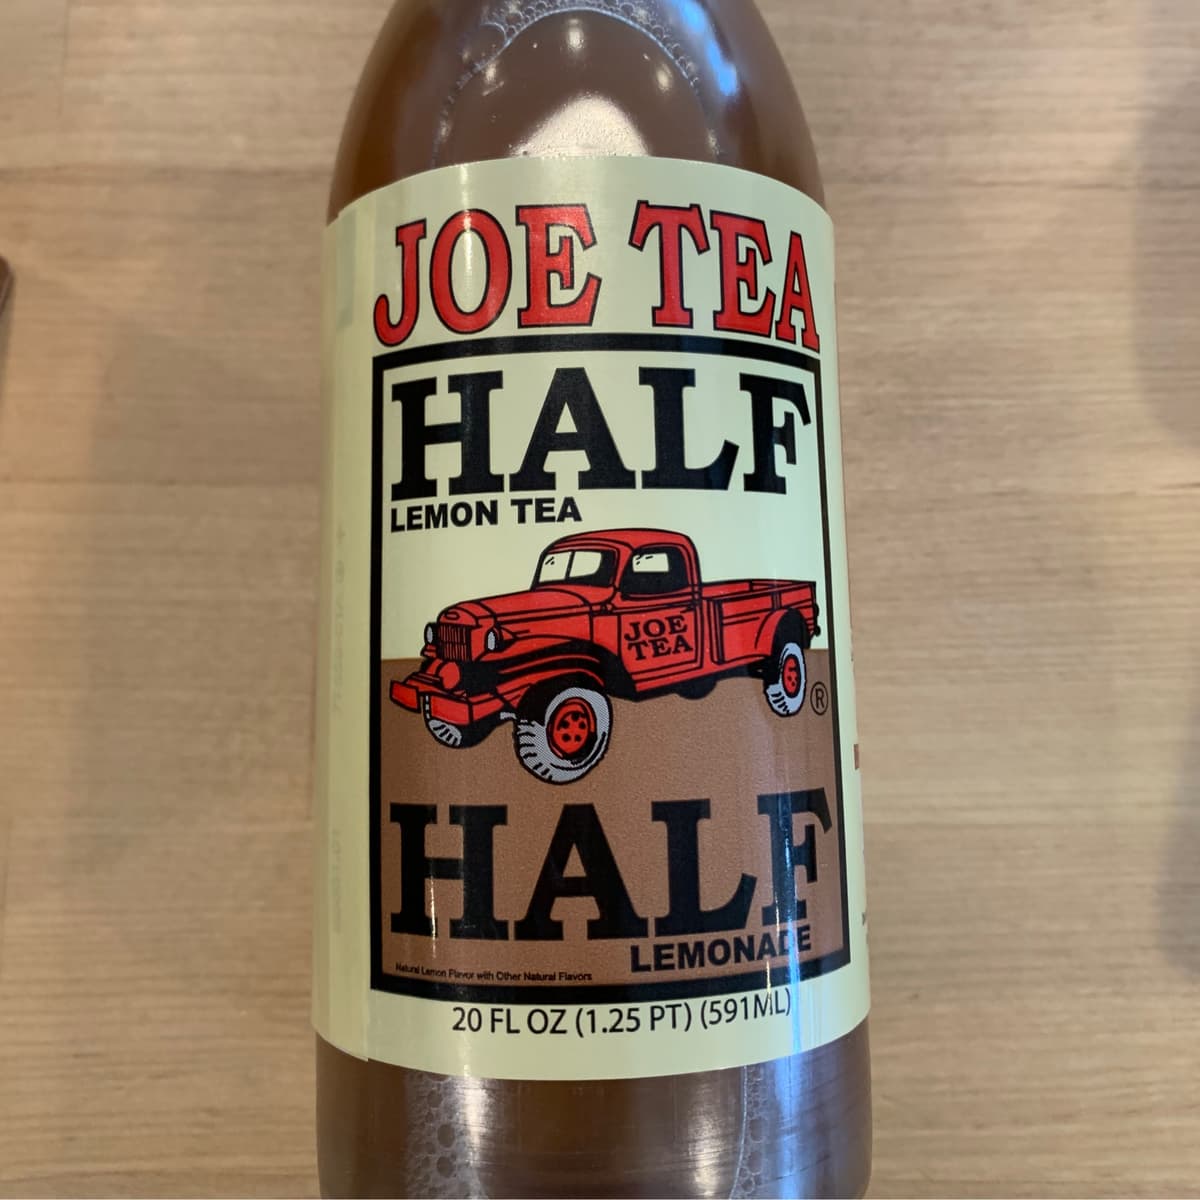 JOE TEA
HALF
LEMON TEA
JOE
TEA
®
HALF
LEMONADE
Natural Lemon Flavor with Other Natural Flavors
20 FL OZ (1.25 PT) (591ML)